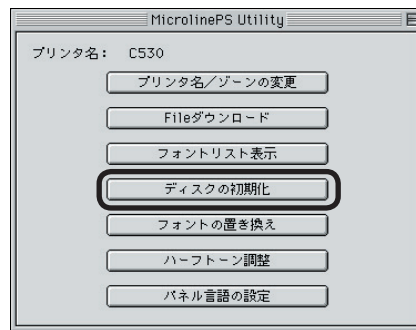 MicrolinePS Utility
プリンタ名: C530
プリンタ名/ゾーンの変更
Fileダウンロード
フォントリスト表示
ディスクの初期化
フォントの置き換え
ハーフトーン調整
パネル言語の設定